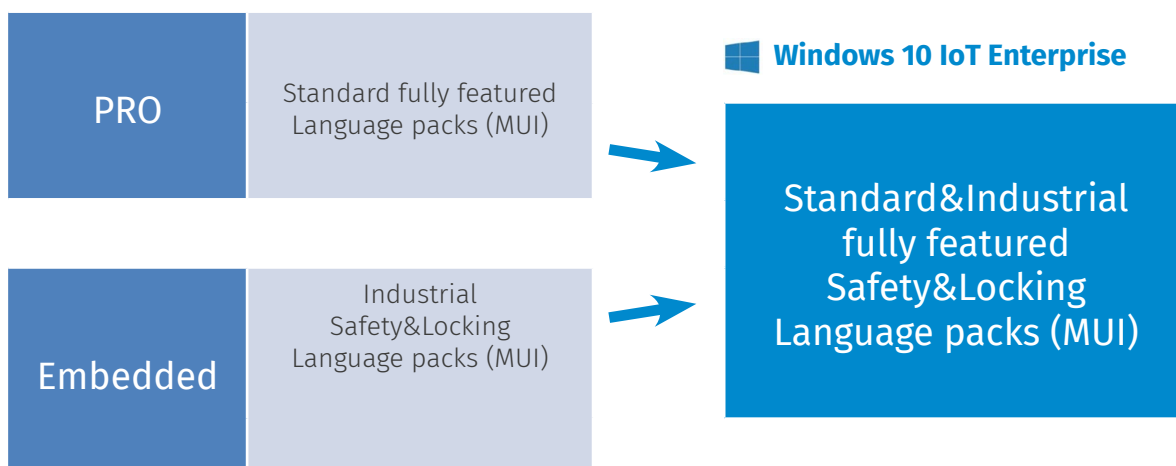 PRO
Standard fully featured
Language packs (MUI)
Embedded
Industrial
Safety&Locking
Language packs (MUI)
Windows 10 IoT Enterprise
Standard&Industrial
fully featured
Safety&Locking
Language packs (MUI)